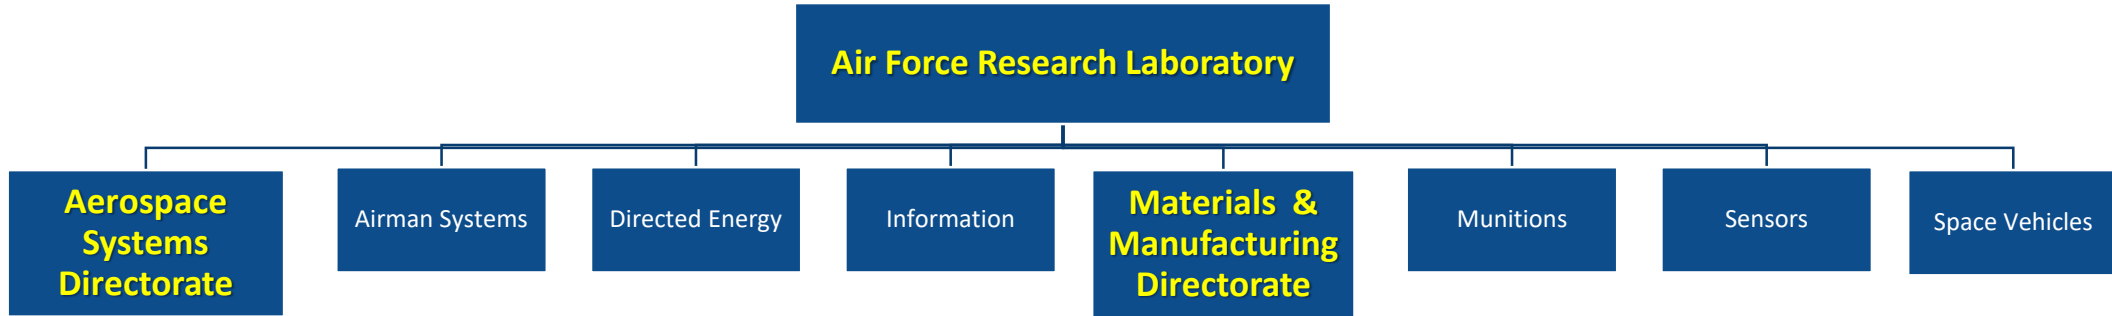 Air Force Research Laboratory
Aerospace
Systems
Directorate
Airman Systems
Directed Energy
Information
Materials &
Manufacturing
Directorate
Munitions
Sensors
Space Vehicles